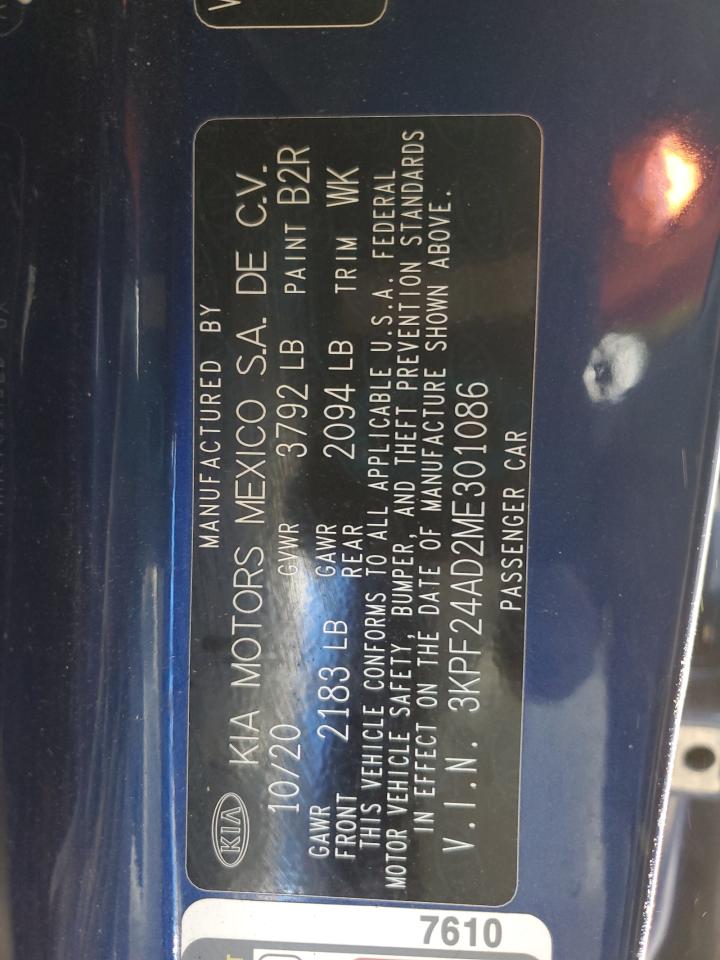 MANUFACTURED BY
KIA KIA MOTORS MEXICO S.A. DE C.V.
10/20 GVWR 3792 LB PAINT B2R
GAWR FRONT 2183 LB GAWR REAR 2094 LB TRIM WK
THIS VEHICLE CONFORMS TO ALL APPLICABLE U.S.A. FEDERAL
MOTOR VEHICLE SAFETY, BUMPER, AND THEFT PREVENTION STANDARDS
IN EFFECT ON THE DATE OF MANUFACTURE SHOWN ABOVE.
V.I.N. 3KPF24AD2ME301086
PASSENGER CAR
7610